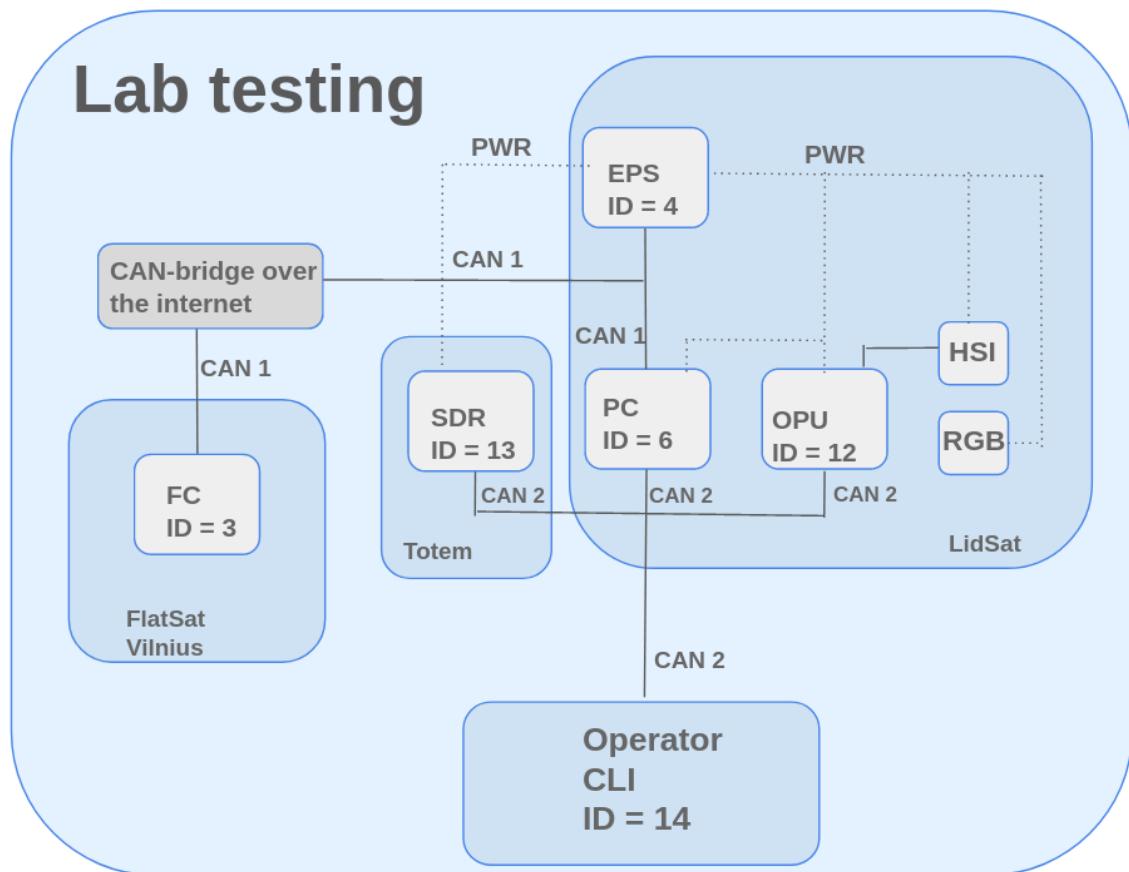 Lab testing
PWR
PWR
EPS
ID = 4
CAN 1
CAN-bridge over
the internet
CAN 1
CAN 1
HSI
SDR
ID = 13
PC
ID = 6
OPU
ID = 12
RGB
FC
ID = 3
CAN 2
CAN 2
CAN 2
Totem
LidSat
FlatSat
Vilnius
CAN 2
Operator
CLI
ID = 14